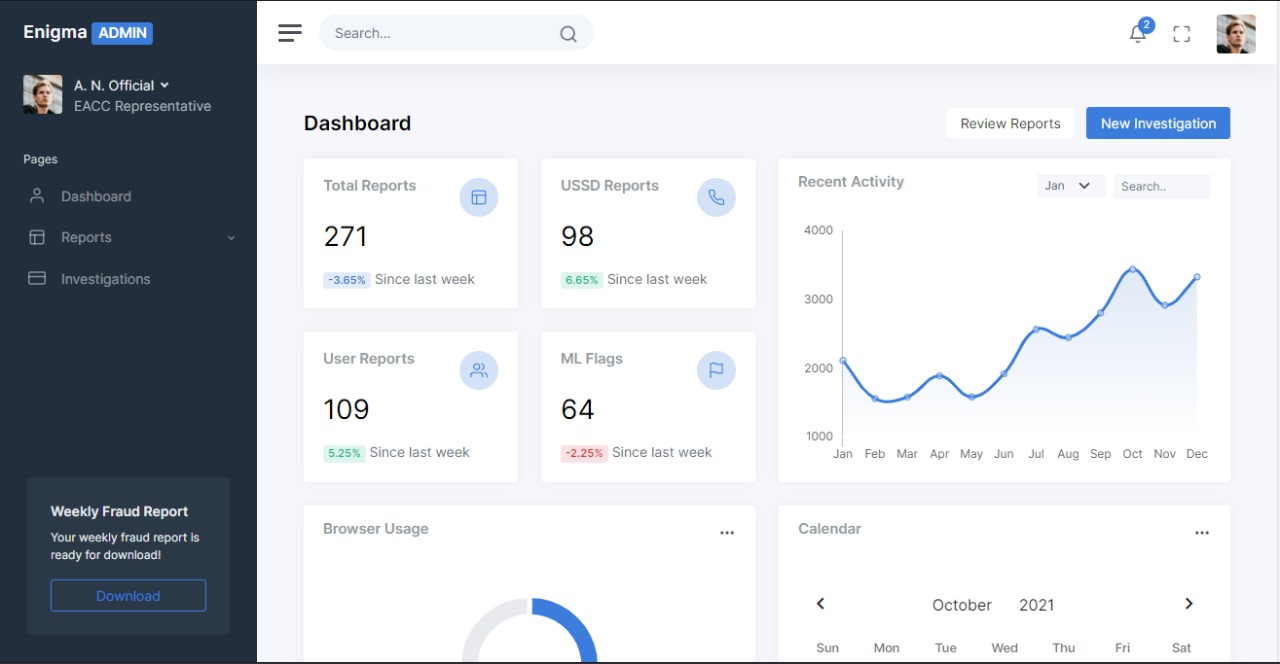 Enigma ADMIN
Search...
2
A. N. Official
EACC Representative
Pages
Dashboard
Reports
Investigations
Weekly Fraud Report
Your weekly fraud report is
ready for download!
Download
Dashboard
Review Reports
New Investigation
Total Reports
271
-3.65% Since last week
USSD Reports
98
6.65% Since last week
User Reports
109
5.25% Since last week
ML Flags
64
-2.25% Since last week
Recent Activity
Jan
Search..
4000
3000
2000
1000
Jan Feb Mar Apr May Jun Jul Aug Sep Oct Nov Dec
Browser Usage
Calendar
October 2021
Sun Mon Tue Wed Thu Fri Sat